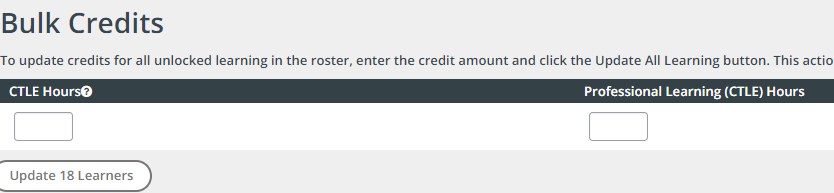 Bulk Credits
To update credits for all unlocked learning in the roster, enter the credit amount and click the Update All Learning button. This actio
CTLE Hours? Professional Learning (CTLE) Hours
Update 18 Learners